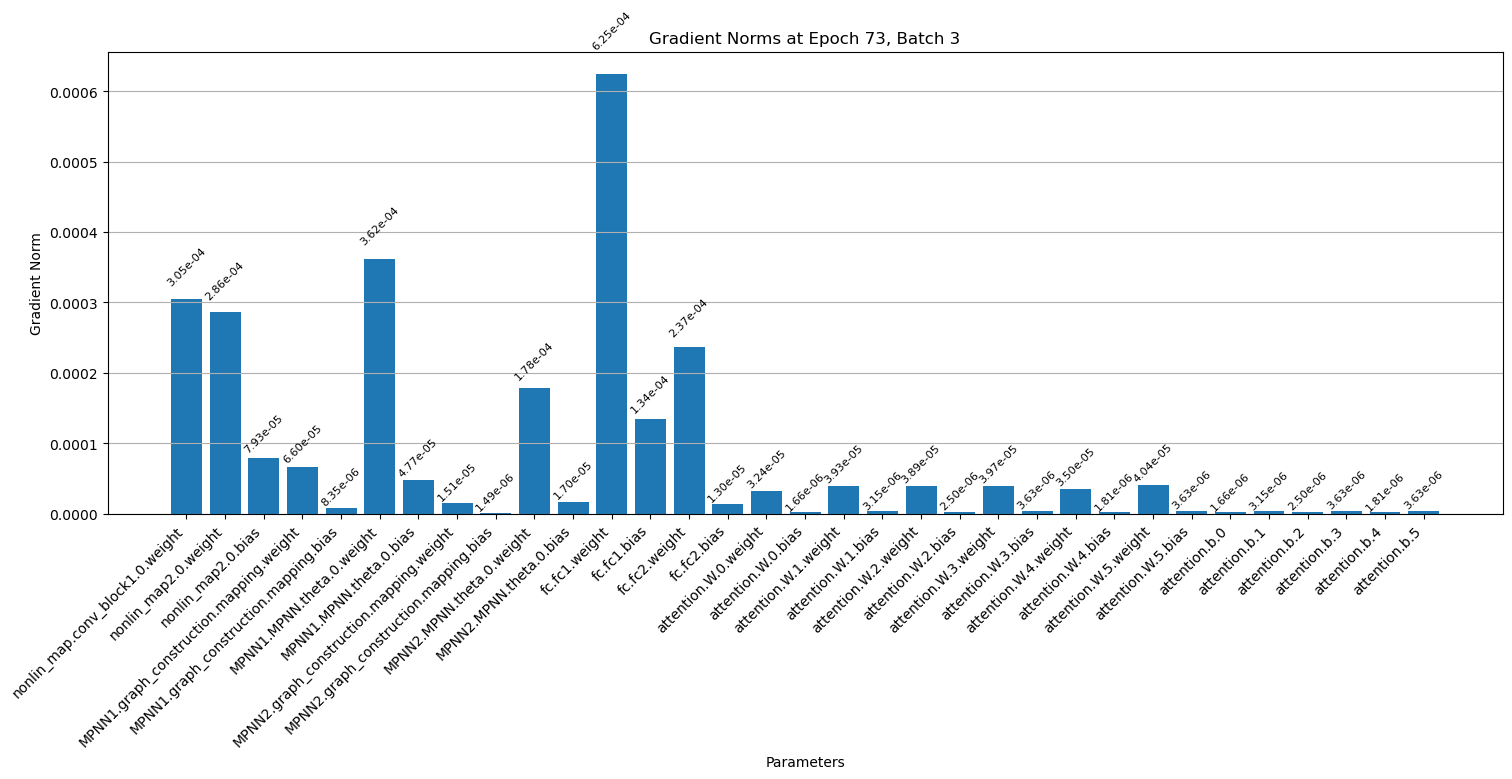 Gradient Norms at Epoch 73, Batch 3
Gradient Norm
0.0006
0.0005
0.0004
0.0003
0.0002
0.0001
0.0000
3.05e-04
2.86e-04
7.93e-05
6.60e-05
8.35e-06
3.62e-04
4.77e-05
1.51e-05
1.49e-06
1.78e-04
1.70e-05
6.25e-04
1.34e-04
2.37e-04
1.30e-05
3.24e-05
1.66e-06
3.93e-05
3.15e-06
3.89e-05
2.50e-06
3.97e-05
3.63e-06
3.50e-05
1.81e-06
4.04e-05
3.63e-06
1.66e-06
3.15e-06
2.50e-06
3.63e-06
1.81e-06
3.63e-06
nonlin_map.conv_block1.0.weight
nonlin_map2.0.weight
nonlin_map2.0.bias
MPNN1.graph_construction.mapping.weight
MPNN1.graph_construction.mapping.bias
MPNN1.MPNN.theta.0.weight
MPNN1.MPNN.theta.0.bias
MPNN2.graph_construction.mapping.weight
MPNN2.graph_construction.mapping.bias
MPNN2.MPNN.theta.0.weight
MPNN2.MPNN.theta.0.bias
fc.fc1.weight
fc.fc1.bias
fc.fc2.weight
fc.fc2.bias
attention.W.0.weight
attention.W.0.bias
attention.W.1.weight
attention.W.1.bias
attention.W.2.weight
attention.W.2.bias
attention.W.3.weight
attention.W.3.bias
attention.W.4.weight
attention.W.4.bias
attention.W.5.weight
attention.W.5.bias
attention.b.0
attention.b.1
attention.b.2
attention.b.3
attention.b.4
attention.b.5
Parameters